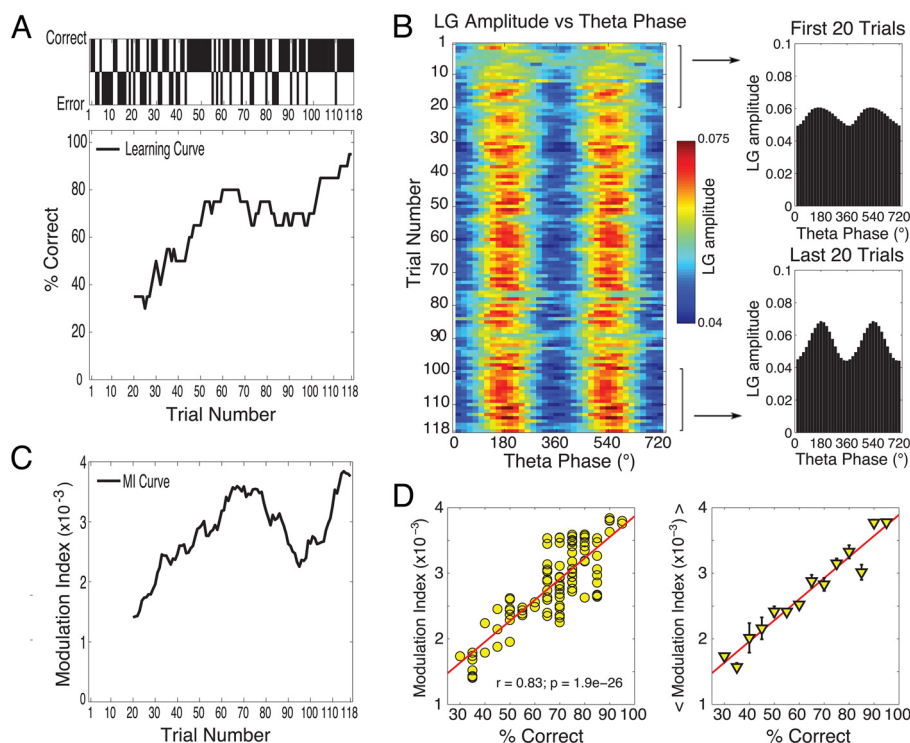 A
Correct
Error
1 10 20 30 40 50 60 70 80 90 100 118
100
80
60
40
20
0
% Correct
Learning Curve
1 10 20 30 40 50 60 70 80 90 100 118
Trial Number
B
LG Amplitude vs Theta Phase
1
10
20
30
40
50
60
70
80
90
100
110
118
Trial Number
0 180 360 540 720
Theta Phase (°)
0.075
LG amplitude
0.04
First 20 Trials
0.1
0.08
0.06
0.04
0.02
0
LG amplitude
0 180 360 540 720
Theta Phase (°)
Last 20 Trials
0.1
0.08
0.06
0.04
0.02
0
LG amplitude
0 180 360 540 720
Theta Phase (°)
C
4
3
2
1
0
Modulation Index (x10⁻³)
MI Curve
1 10 20 30 40 50 60 70 80 90 100 118
Trial Number
D
4
3
2
1
Modulation Index (x10⁻³)
r = 0.83; p = 1.9e−26
30 40 50 60 70 80 90 100
% Correct
4
3
2
1
< Modulation Index (x10⁻³) >
30 40 50 60 70 80 90 100
% Correct